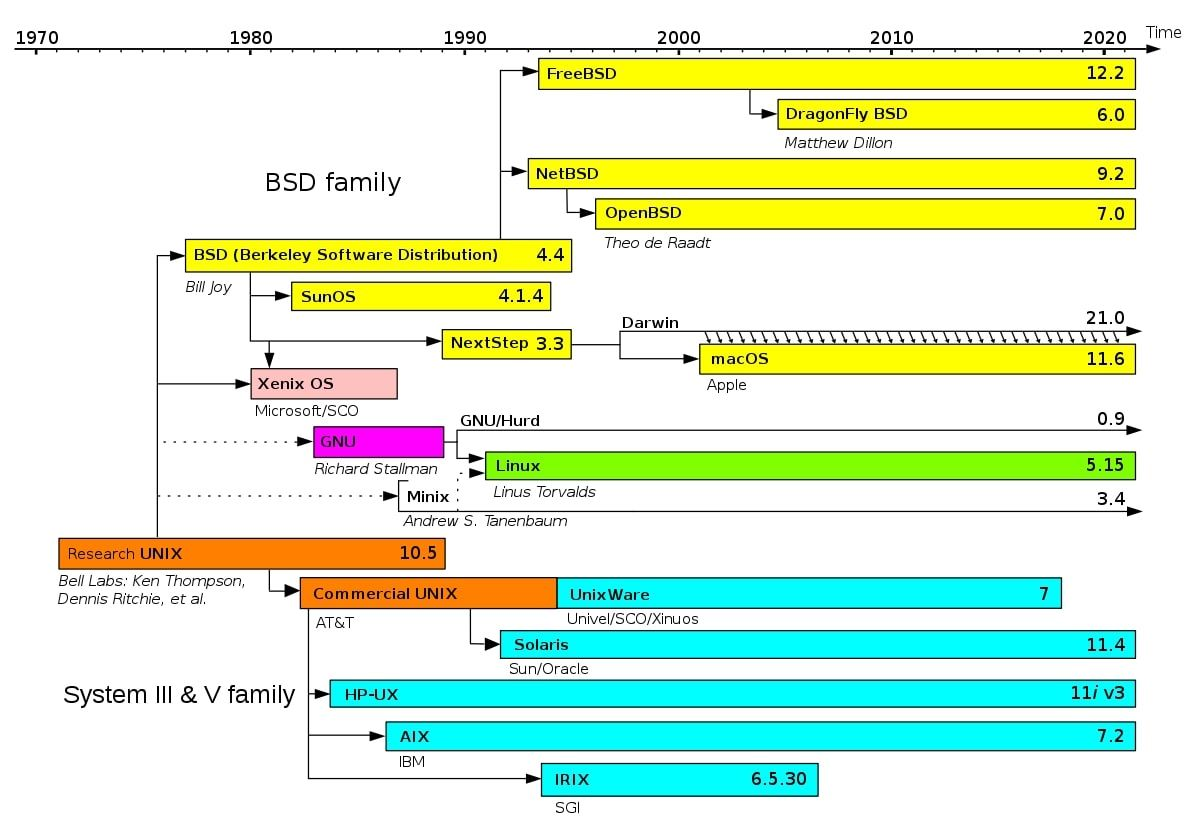 1970 1980 1990 2000 2010 2020 Time
FreeBSD 12.2
DragonFly BSD 6.0
Matthew Dillon
BSD family
NetBSD 9.2
OpenBSD 7.0
Theo de Raadt
BSD (Berkeley Software Distribution) 4.4
Bill Joy
SunOS 4.1.4
Darwin 21.0
NextStep 3.3
macOS 11.6
Apple
Xenix OS
Microsoft/SCO
GNU/Hurd 0.9
GNU
Richard Stallman
Linux 5.15
Linus Torvalds
Minix 3.4
Andrew S. Tanenbaum
Research UNIX 10.5
Bell Labs: Ken Thompson,
Dennis Ritchie, et al.
Commercial UNIX
AT&T
UnixWare 7
Univel/SCO/Xinuos
Solaris 11.4
Sun/Oracle
System III & V family
HP-UX 11i v3
AIX 7.2
IBM
IRIX 6.5.30
SGI